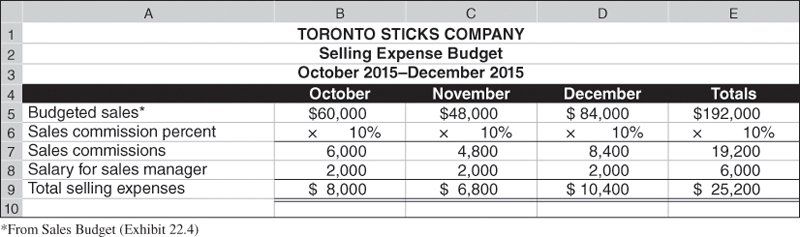 A B C D E
1 TORONTO STICKS COMPANY
2 Selling Expense Budget
3 October 2015–December 2015
4 October November December Totals
5 Budgeted sales* $60,000 $48,000 $ 84,000 $192,000
6 Sales commission percent × 10% × 10% × 10% × 10%
7 Sales commissions 6,000 4,800 8,400 19,200
8 Salary for sales manager 2,000 2,000 2,000 6,000
9 Total selling expenses $ 8,000 $ 6,800 $ 10,400 $ 25,200
10
*From Sales Budget (Exhibit 22.4)